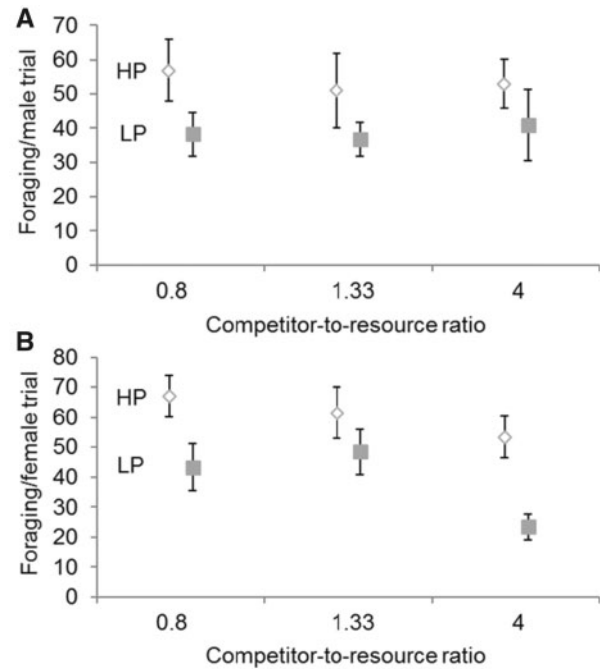 A
Foraging/male trial
70
60
50
40
30
20
10
0
HP
LP
0.8 1.33 4
Competitor-to-resource ratio
B
Foraging/female trial
80
70
60
50
40
30
20
10
0
HP
LP
0.8 1.33 4
Competitor-to-resource ratio